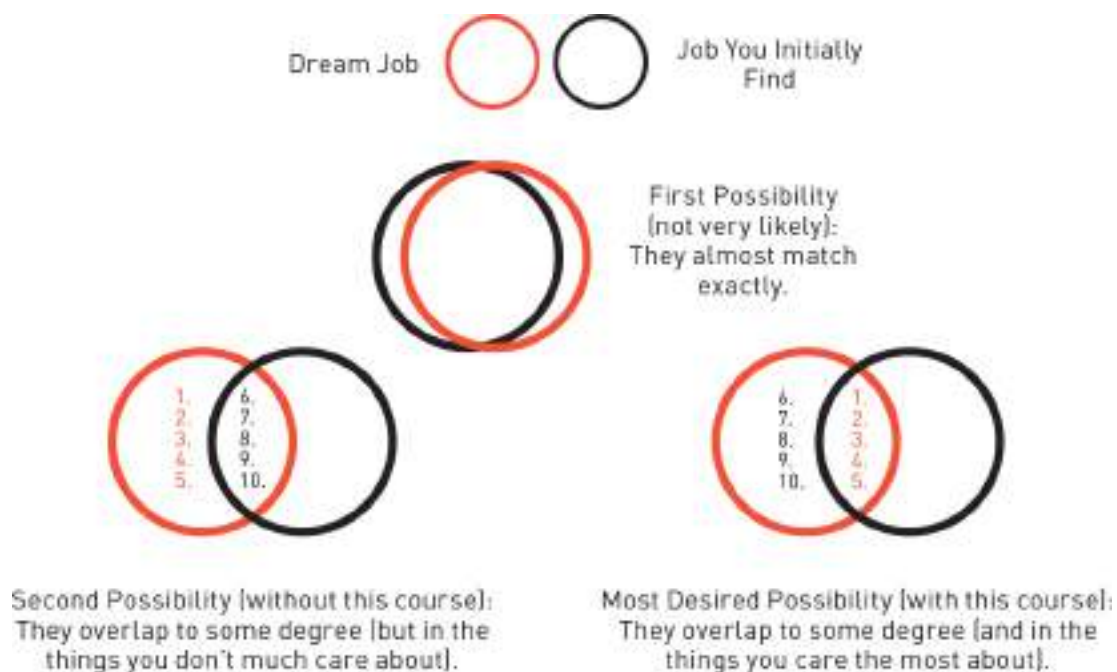 Dream Job
Job You Initially
Find
First Possibility
(not very likely):
They almost match
exactly.
1.
2.
3.
4.
5.
6.
7.
8.
9.
10.
6.
7.
8.
9.
10.
1.
2.
3.
4.
5.
Second Possibility (without this course):
They overlap to some degree (but in the
things you don't much care about).
Most Desired Possibility (with this course):
They overlap to some degree (and in the
things you care the most about).